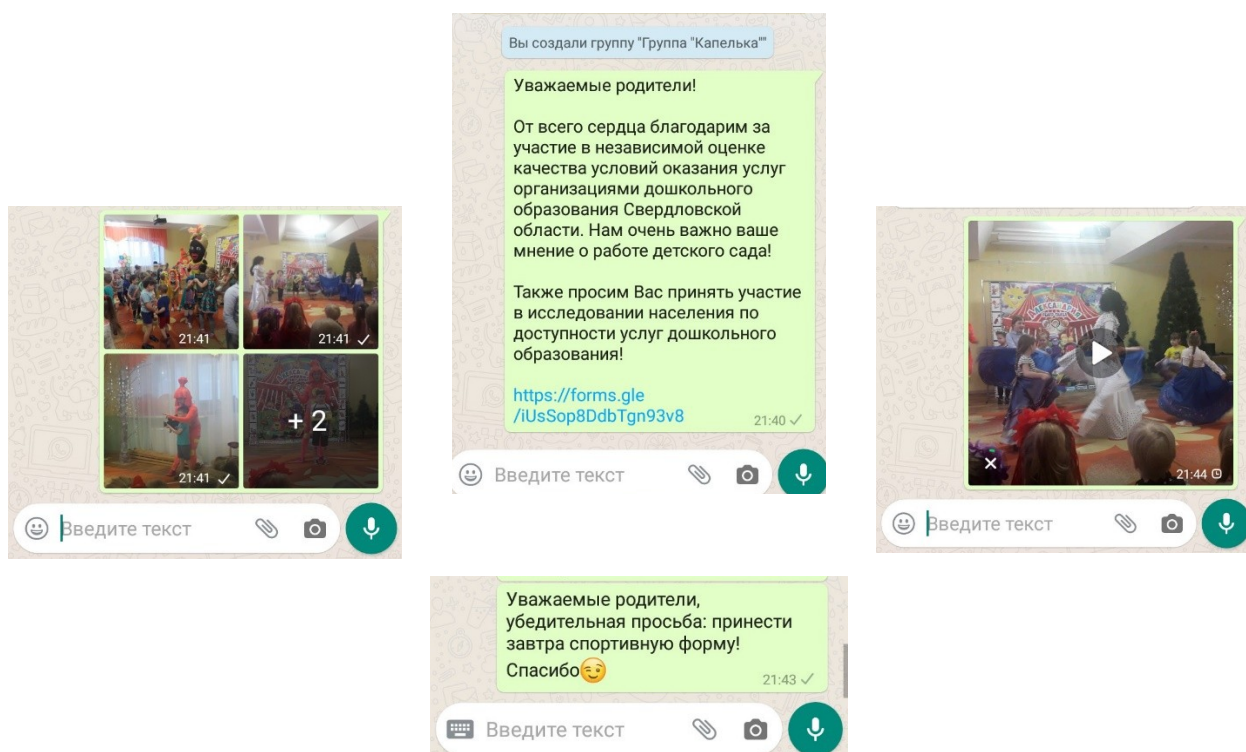 Вы создали группу "Группа "Капелька""
Уважаемые родители!
От всего сердца благодарим за
участие в независимой оценке
качества условий оказания услуг
организациями дошкольного
образования Свердловской
области. Нам очень важно ваше
мнение о работе детского сада!
Также просим Вас принять участие
в исследовании населения по
доступности услуг дошкольного
образования!
https://forms.gle
/iUsSop8DdbTgn93v8
21:40
Введите текст
21:41
21:41
21:41
+ 2
Введите текст
21:44
Введите текст
Уважаемые родители,
убедительная просьба: принести
завтра спортивную форму!
Спасибо😉
21:43
Введите текст